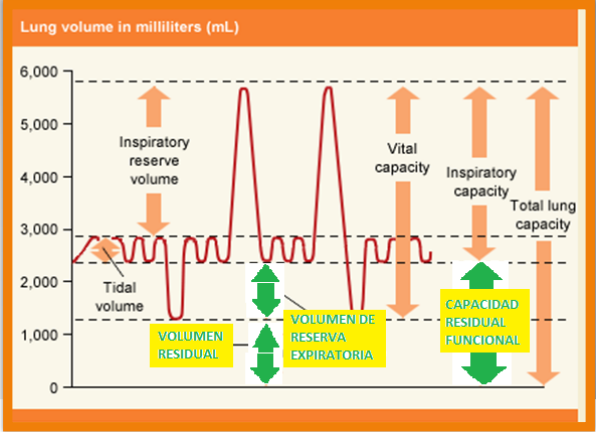 Lung volume in milliliters (mL)
6,000
5,000
4,000
3,000
2,000
1,000
0
Inspiratory
reserve
volume
Tidal
volume
Vital
capacity
Inspiratory
capacity
Total lung
capacity
VOLUMEN
RESIDUAL
VOLUMEN DE
RESERVA
EXPIRATORIA
CAPACIDAD
RESIDUAL
FUNCIONAL